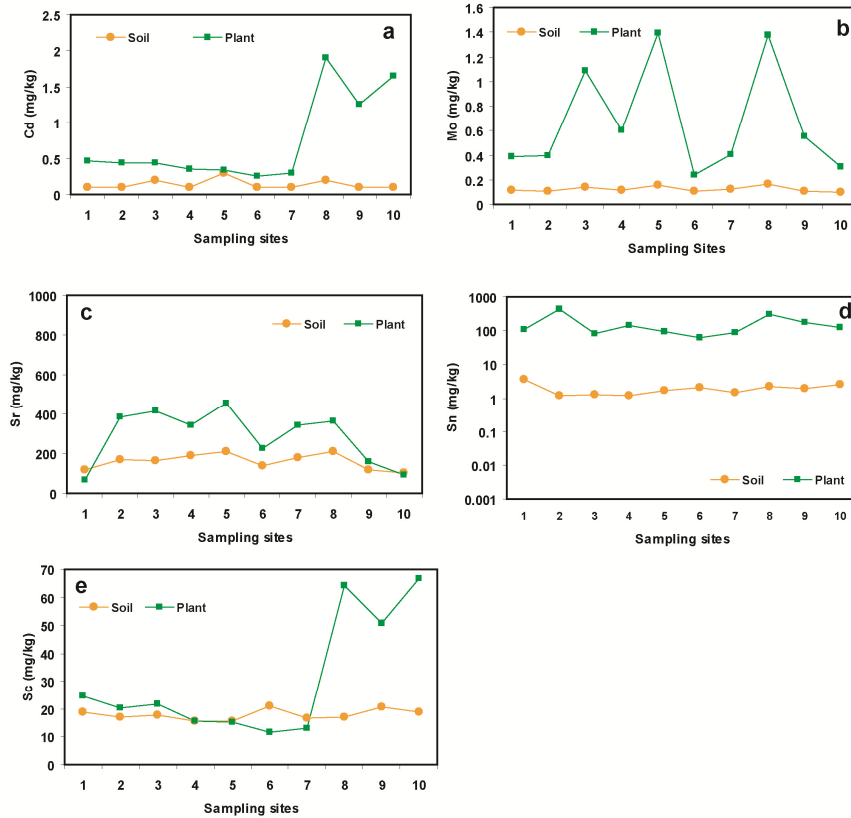 a
Soil Plant
2.5
2
1.5
1
0.5
0
Cd (mg/kg)
1 2 3 4 5 6 7 8 9 10
Sampling sites
b
Soil Plant
1.6
1.4
1.2
1
0.8
0.6
0.4
0.2
0
Mo (mg/kg)
1 2 3 4 5 6 7 8 9 10
Sampling Sites
c
Soil Plant
1000
800
600
400
200
0
Sr (mg/kg)
1 2 3 4 5 6 7 8 9 10
Sampling sites
d
1000
100
10
1
0.1
0.01
0.001
Sn (mg/kg)
Soil Plant
1 2 3 4 5 6 7 8 9 10
Sampling sites
e
Soil Plant
70
60
50
40
30
20
10
0
Sc (mg/kg)
1 2 3 4 5 6 7 8 9 10
Sampling sites